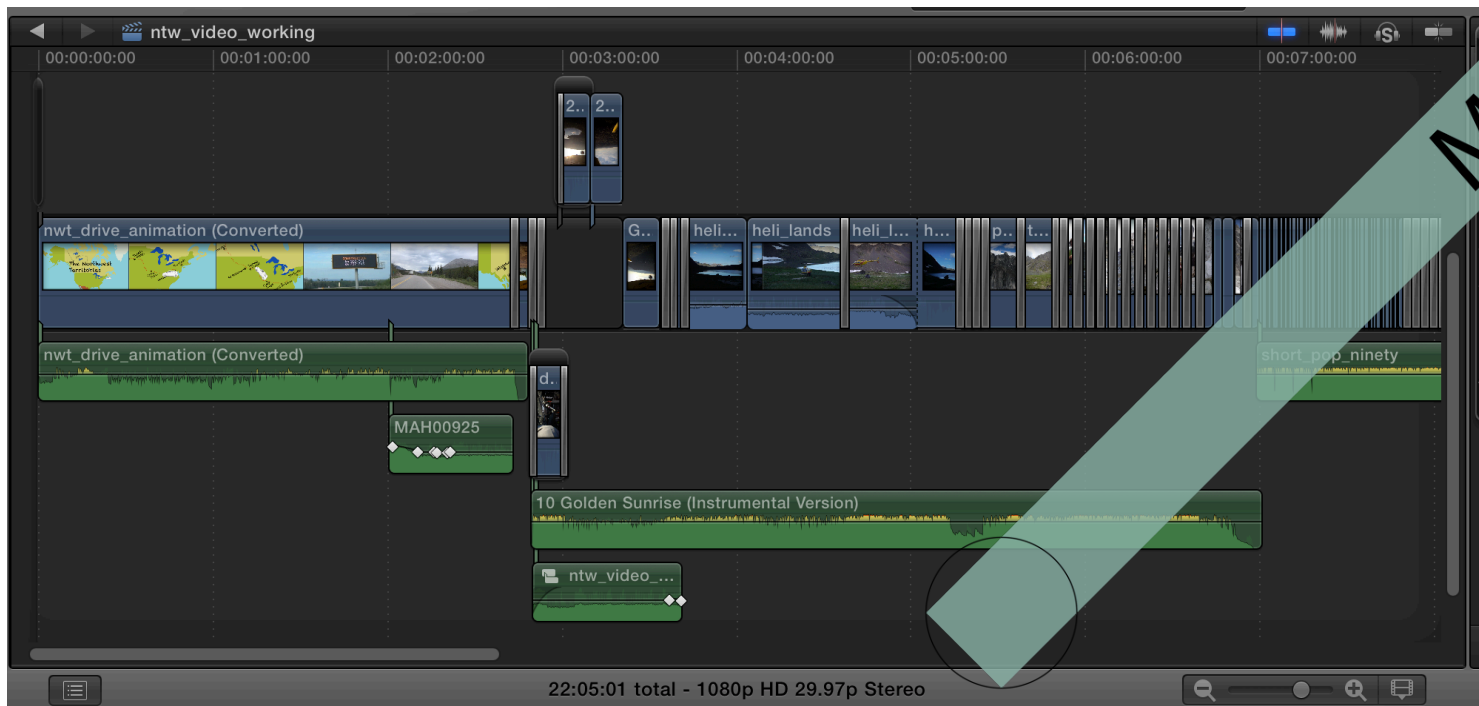 ntw_video_working
00:00:00:00 00:01:00:00 00:02:00:00 00:03:00:00 00:04:00:00 00:05:00:00 00:06:00:00 00:07:00:00
2.. 2..
nwt_drive_animation (Converted) G.. heli... heli_lands heli_l... h... p.. t...
The Northwest
Territories
nwt_drive_animation (Converted) short_pop_ninety
d.
MAH00925
10 Golden Sunrise (Instrumental Version)
ntw_video_...
22:05:01 total - 1080p HD 29.97p Stereo